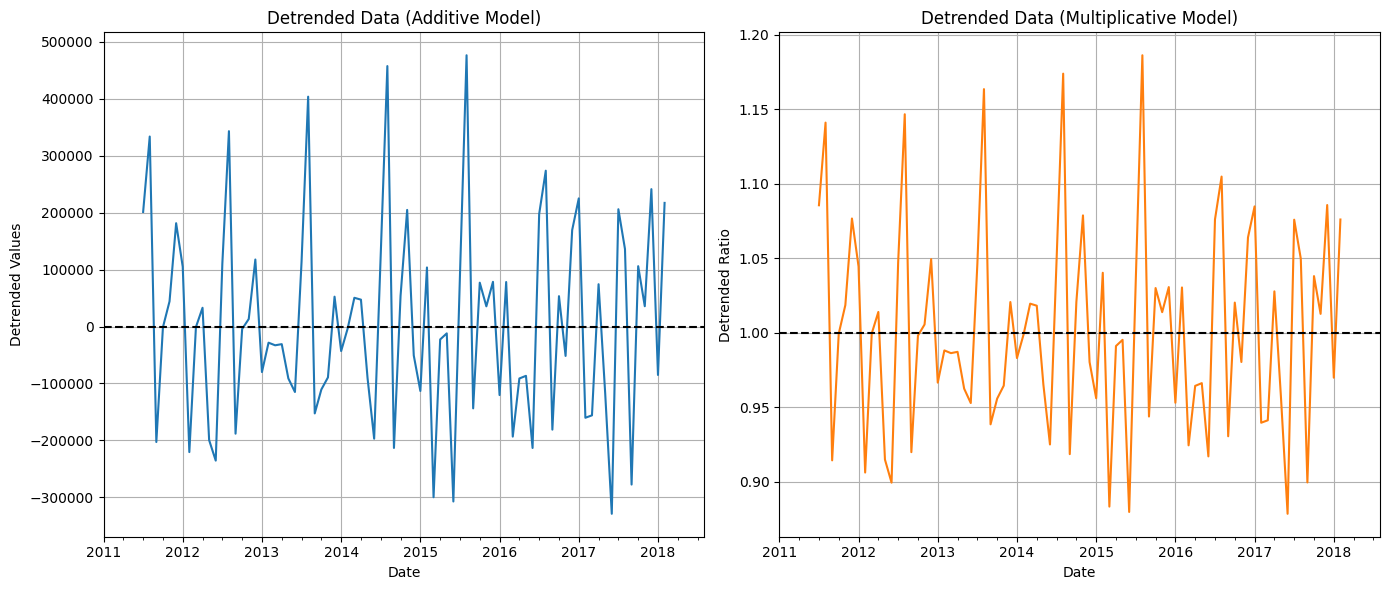 Detrended Data (Additive Model)
500000
400000
300000
200000
100000
0
−100000
−200000
−300000
Detrended Values
2011 2012 2013 2014 2015 2016 2017 2018
Date
Detrended Data (Multiplicative Model)
1.20
1.15
1.10
1.05
1.00
0.95
0.90
Detrended Ratio
2011 2012 2013 2014 2015 2016 2017 2018
Date